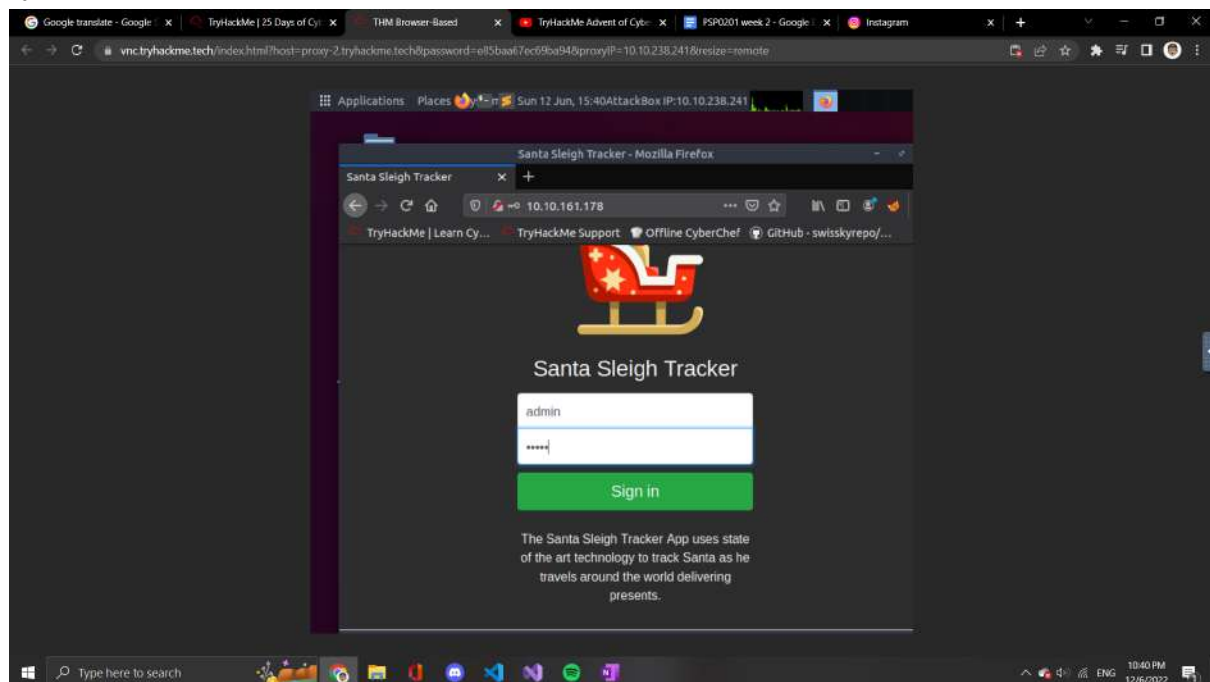 Google translate - Google
TryHackMe | 25 Days of Cy
THM Browser-Based
TryHackMe Advent of Cybe
PSP0201 week 2 - Google
Instagram
vnc.tryhackme.tech/index.html?host=proxy-2.tryhackme.tech&password=
&proxyIP=10.10.238.241&resize=remote
Applications Places Sun 12 Jun, 15:40 AttackBox IP:10.10.238.241
Santa Sleigh Tracker - Mozilla Firefox
Santa Sleigh Tracker
10.10.161.178
TryHackMe | Learn Cy... TryHackMe Support Offline CyberChef GitHub - swisskyrepo/...
Santa Sleigh Tracker
admin
•••••
Sign in
The Santa Sleigh Tracker App uses state
of the art technology to track Santa as he
travels around the world delivering
presents.
Type here to search
ENG
10:40 PM
12/6/2022